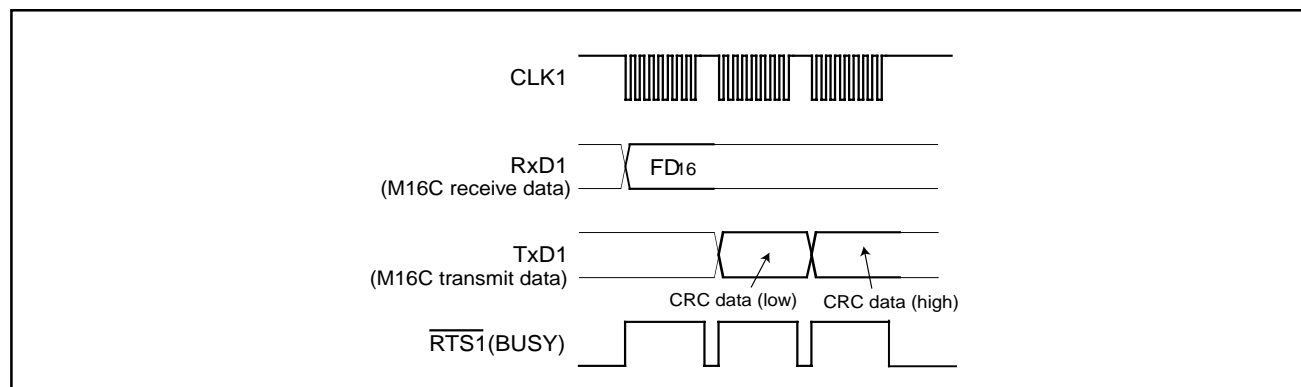 CLK1
RxD1
(M16C receive data)
FD16
TxD1
(M16C transmit data)
CRC data (low)
CRC data (high)
RTS1(BUSY)